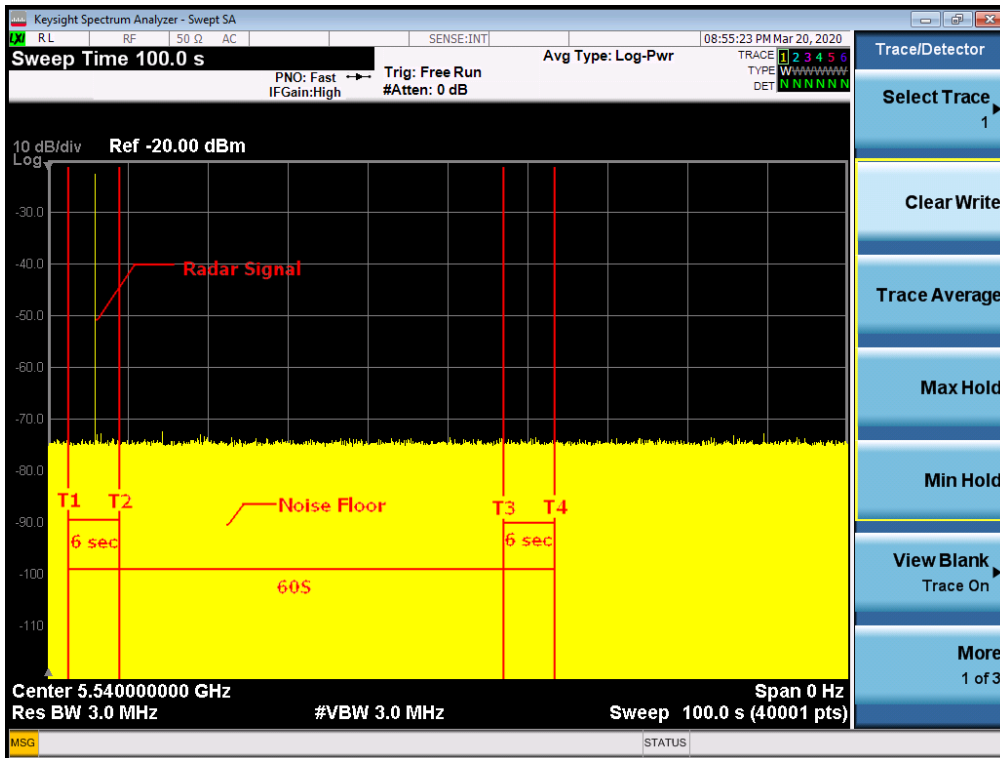 Keysight Spectrum Analyzer - Swept SA
LXI RL RF 50 Ω AC SENSE:INT 08:55:23 PM Mar 20, 2020
Sweep Time 100.0 s
PNO: Fast
IFGain:High
Trig: Free Run
#Atten: 0 dB
Avg Type: Log-Pwr
TRACE 1 2 3 4 5 6
TYPE WWWWWW
DET N N N N N N
10 dB/div Ref -20.00 dBm
Log
-30.0
-40.0
Radar Signal
-50.0
-60.0
-70.0
-80.0
T1 T2 Noise Floor T3 T4
-90.0
6 sec 6 sec
-100
60S
-110
Center 5.540000000 GHz Span 0 Hz
Res BW 3.0 MHz #VBW 3.0 MHz Sweep 100.0 s (40001 pts)
MSG STATUS
Trace/Detector
Select Trace
1
Clear Write
Trace Average
Max Hold
Min Hold
View Blank
Trace On
More
1 of 3